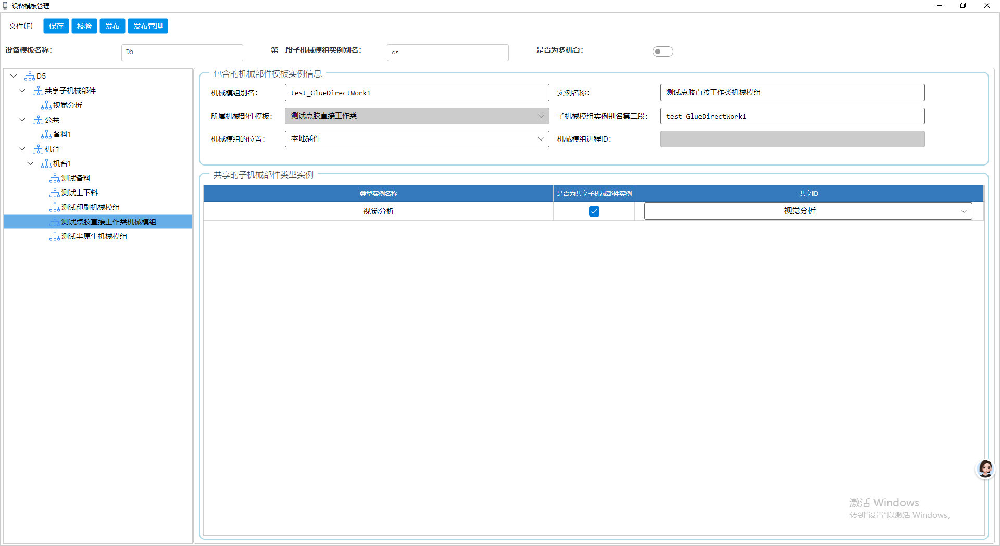 设备模板管理
文件(F) 保存 校验 发布 发布管理
设备模板名称: D5 第一段子机械模组实例别名: cs 是否为多机台:
D5
共享子机械部件
视觉分析
公共
备料1
机台
机台1
测试备料
测试上下料
测试印刷机械模组
测试点胶直接工作类机械模组
测试半原生机械模组
包含的机械部件模板实例信息
机械模组别名: test_GlueDirectWork1 实例名称: 测试点胶直接工作类机械模组
所属机械部件模板: 测试点胶直接工作类 子机械模组实例别名第二段: test_GlueDirectWork1
机械模组的位置: 本地插件 机械模组进程ID:
共享的子机械部件类型实例
类型实例名称 是否为共享子机械部件实例 共享ID
视觉分析 视觉分析
激活 Windows
转到"设置"以激活 Windows。